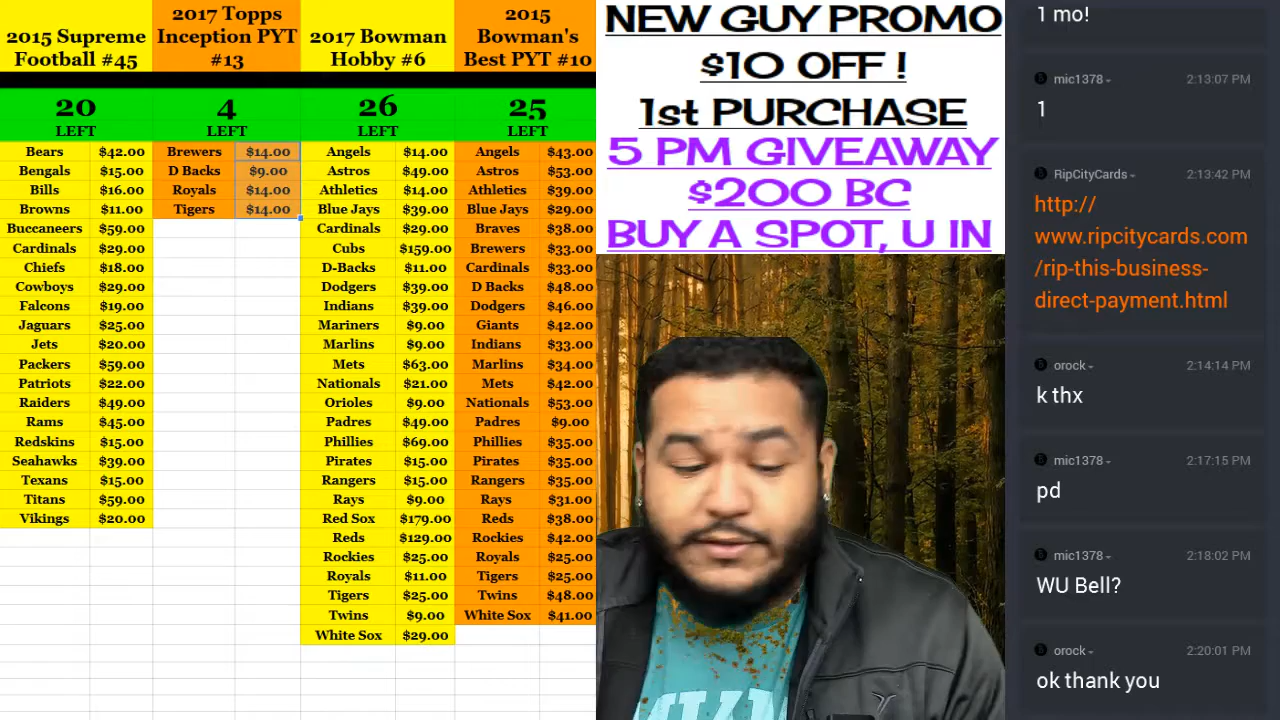 2015 Supreme
Football #45
2017 Topps
Inception PYT
#13
2017 Bowman
Hobby #6
2015
Bowman's
Best PYT #10
20
LEFT
4
LEFT
26
LEFT
25
LEFT
Bears $42.00
Bengals $15.00
Bills $16.00
Browns $11.00
Buccaneers $59.00
Cardinals $29.00
Chiefs $18.00
Cowboys $29.00
Falcons $19.00
Jaguars $25.00
Jets $20.00
Packers $59.00
Patriots $22.00
Raiders $49.00
Rams $45.00
Redskins $15.00
Seahawks $39.00
Texans $15.00
Titans $59.00
Vikings $20.00
Brewers $14.00
D Backs $9.00
Royals $14.00
Tigers $14.00
Angels $14.00
Astros $49.00
Athletics $14.00
Blue Jays $39.00
Cardinals $29.00
Cubs $159.00
D-Backs $11.00
Dodgers $39.00
Indians $39.00
Mariners $9.00
Marlins $9.00
Mets $63.00
Nationals $21.00
Orioles $9.00
Padres $49.00
Phillies $69.00
Pirates $15.00
Rangers $15.00
Rays $9.00
Red Sox $179.00
Reds $129.00
Rockies $25.00
Royals $11.00
Tigers $25.00
Twins $9.00
White Sox $29.00
Angels $43.00
Astros $53.00
Athletics $39.00
Blue Jays $29.00
Braves $38.00
Brewers $33.00
Cardinals $33.00
D Backs $48.00
Dodgers $46.00
Giants $42.00
Indians $33.00
Marlins $34.00
Mets $42.00
Nationals $53.00
Padres $9.00
Phillies $35.00
Pirates $35.00
Rangers $35.00
Rays $31.00
Reds $38.00
Rockies $42.00
Royals $25.00
Tigers $25.00
Twins $48.00
White Sox $41.00
NEW GUY PROMO
$10 OFF !
1st PURCHASE
5 PM GIVEAWAY
$200 BC
BUY A SPOT, U IN
1 mo!
mic1378 2:13:07 PM
1
RipCityCards 2:13:42 PM
http://
www.ripcitycards.com
/rip-this-business-
direct-payment.html
orock 2:14:14 PM
k thx
mic1378 2:17:15 PM
pd
mic1378 2:18:02 PM
WU Bell?
orock 2:20:01 PM
ok thank you